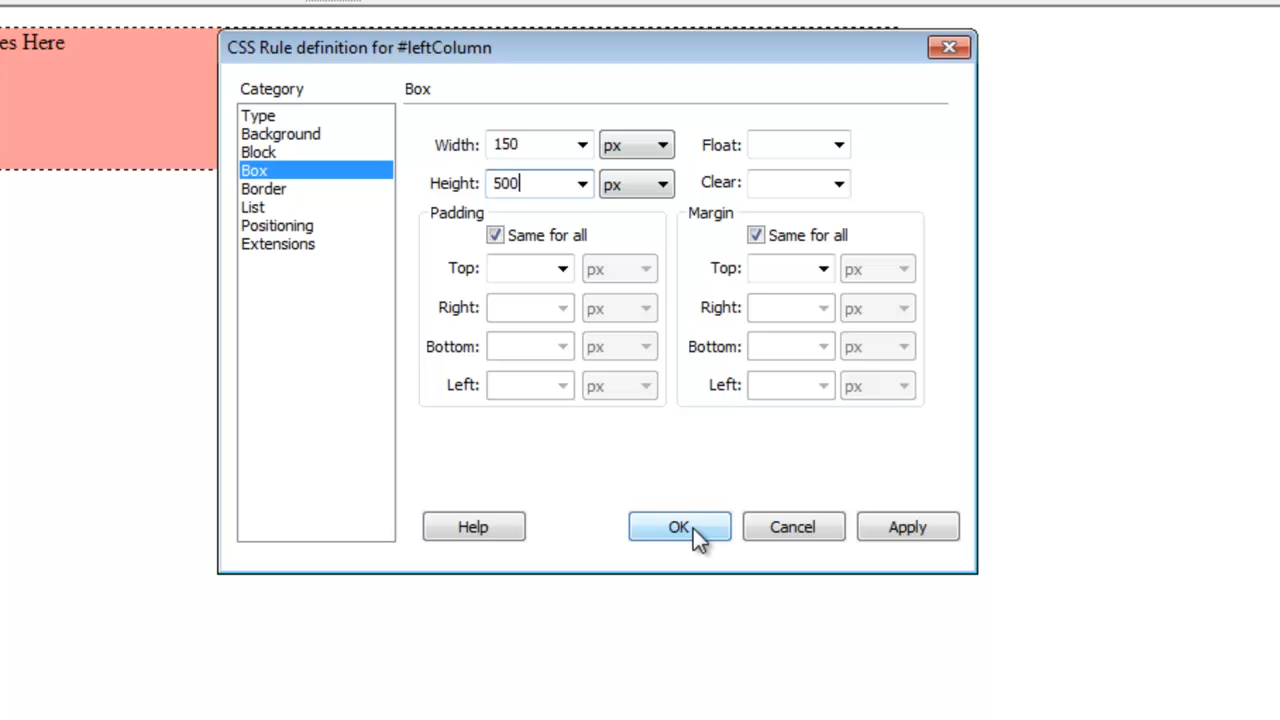 es Here
CSS Rule definition for #leftColumn
Category
Type
Background
Block
Box
Border
List
Positioning
Extensions
Box
Width: 150 px Float:
Height: 500 px Clear:
Padding Margin
Same for all Same for all
Top: px Top: px
Right: px Right: px
Bottom: px Bottom: px
Left: px Left: px
Help OK Cancel Apply